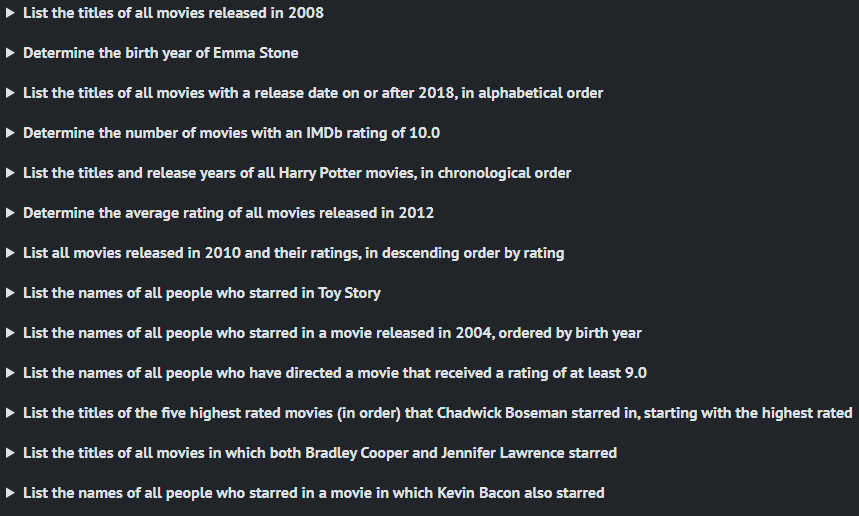 List the titles of all movies released in 2008
Determine the birth year of Emma Stone
List the titles of all movies with a release date on or after 2018, in alphabetical order
Determine the number of movies with an IMDb rating of 10.0
List the titles and release years of all Harry Potter movies, in chronological order
Determine the average rating of all movies released in 2012
List all movies released in 2010 and their ratings, in descending order by rating
List the names of all people who starred in Toy Story
List the names of all people who starred in a movie released in 2004, ordered by birth year
List the names of all people who have directed a movie that received a rating of at least 9.0
List the titles of the five highest rated movies (in order) that Chadwick Boseman starred in, starting with the highest rated
List the titles of all movies in which both Bradley Cooper and Jennifer Lawrence starred
List the names of all people who starred in a movie in which Kevin Bacon also starred